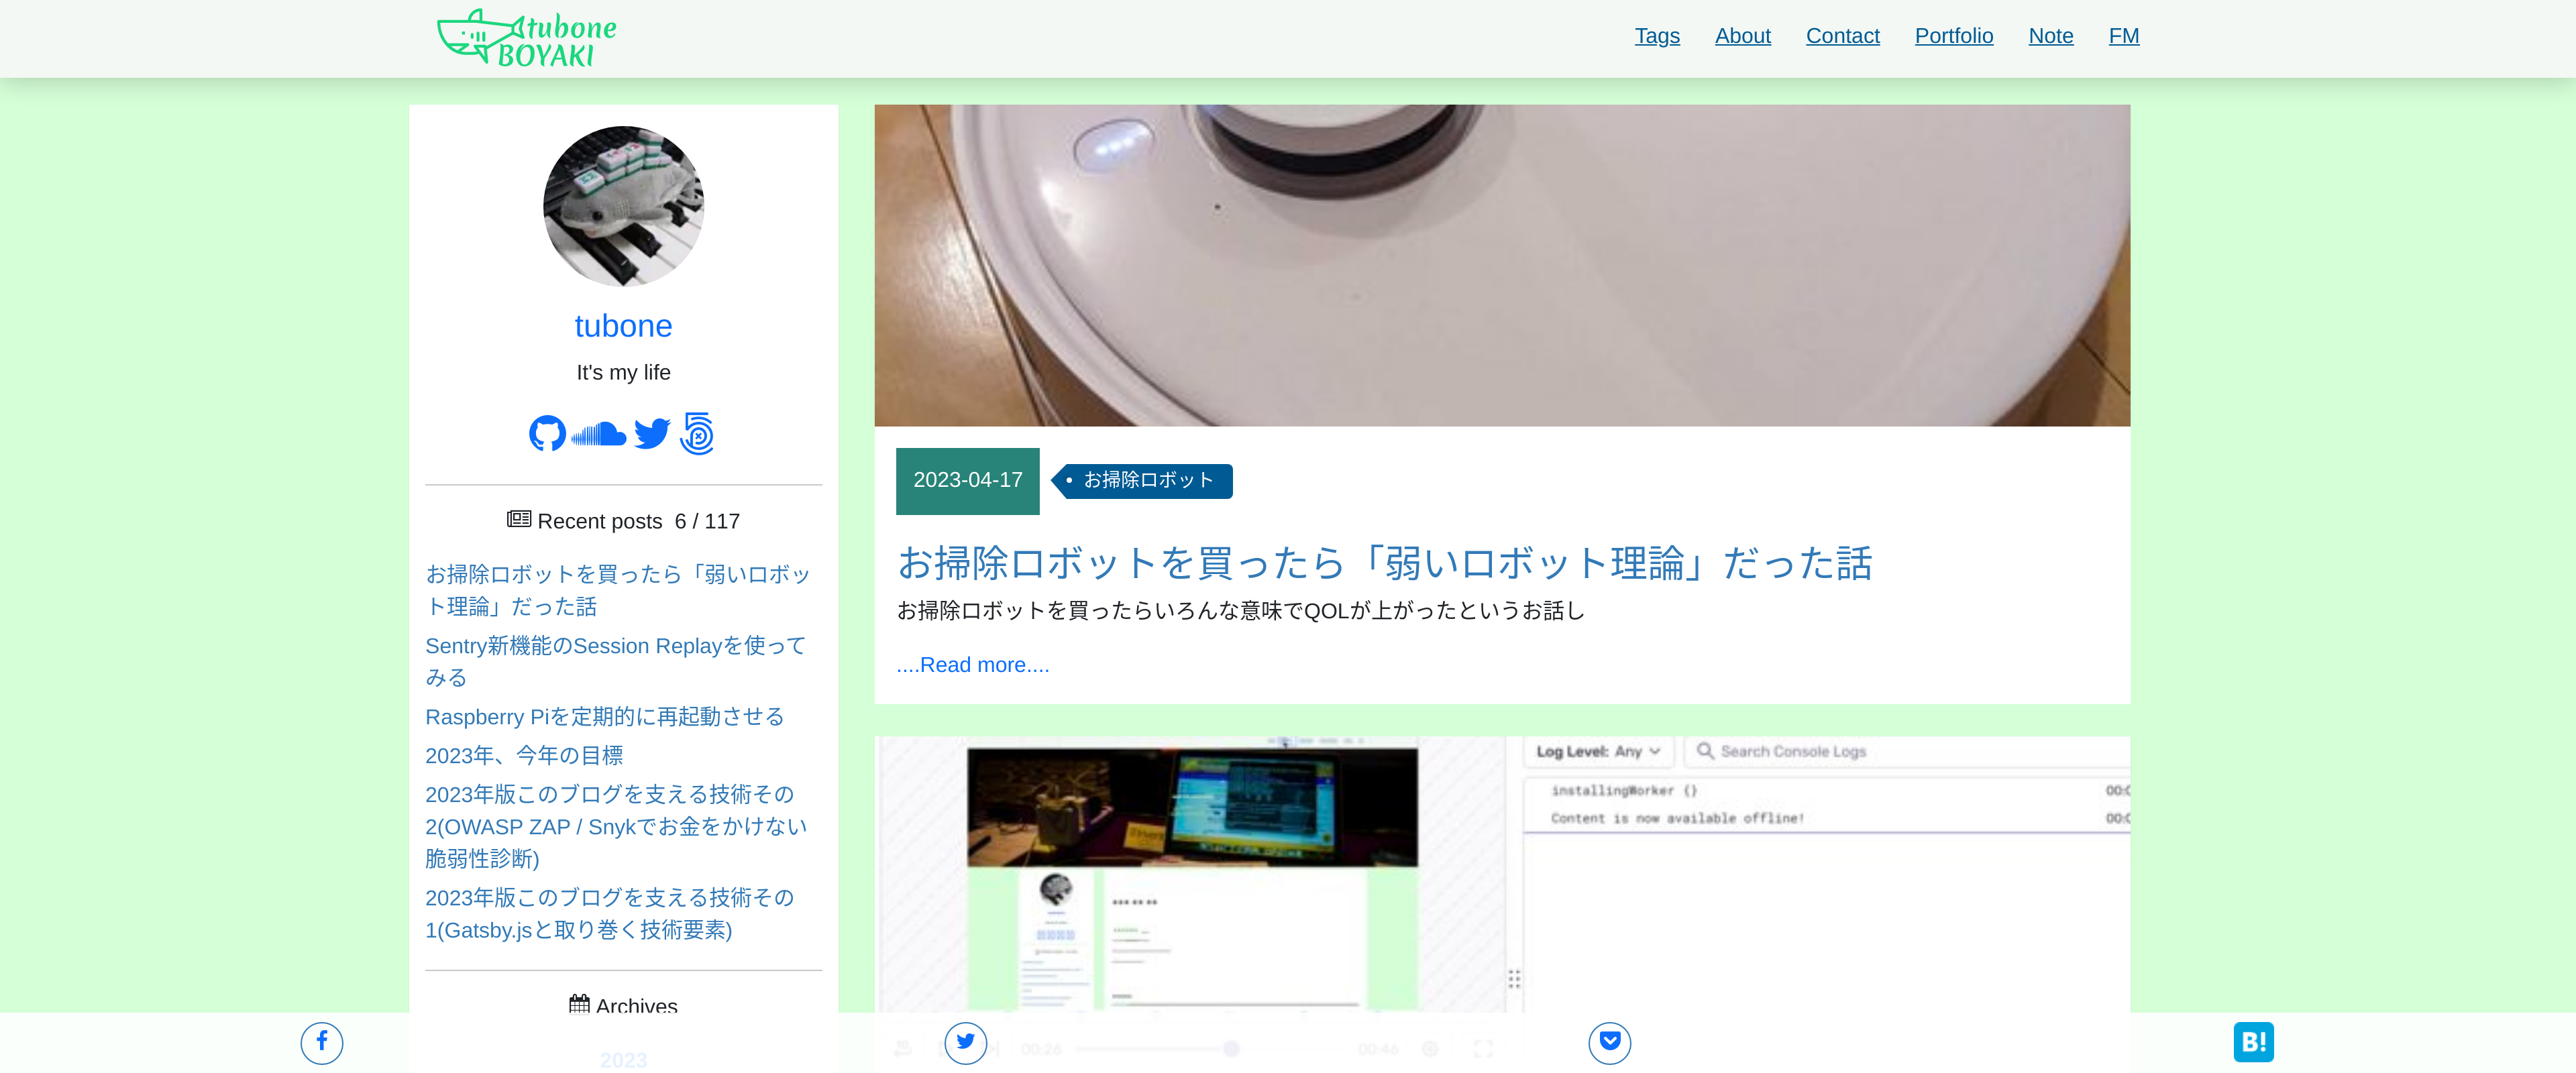 tubone
BOYAKI
Tags About Contact Portfolio Note FM
tubone
It's my life
Recent posts 6 / 117
お掃除ロボットを買ったら「弱いロボッ
ト理論」だった話
Sentry新機能のSession Replayを使って
みる
Raspberry Piを定期的に再起動させる
2023年、今年の目標
2023年版このブログを支える技術その
2(OWASP ZAP / Snykでお金をかけない
脆弱性診断)
2023年版このブログを支える技術その
1(Gatsby.jsと取り巻く技術要素)
Archives
2023
2023-04-17
お掃除ロボット
お掃除ロボットを買ったら「弱いロボット理論」だった話
お掃除ロボットを買ったらいろんな意味でQOLが上がったというお話し
....Read more....
Log Level: Any
Search Console Logs
installingWorker {}
Content is now available offline!
00:26
00:46
B!